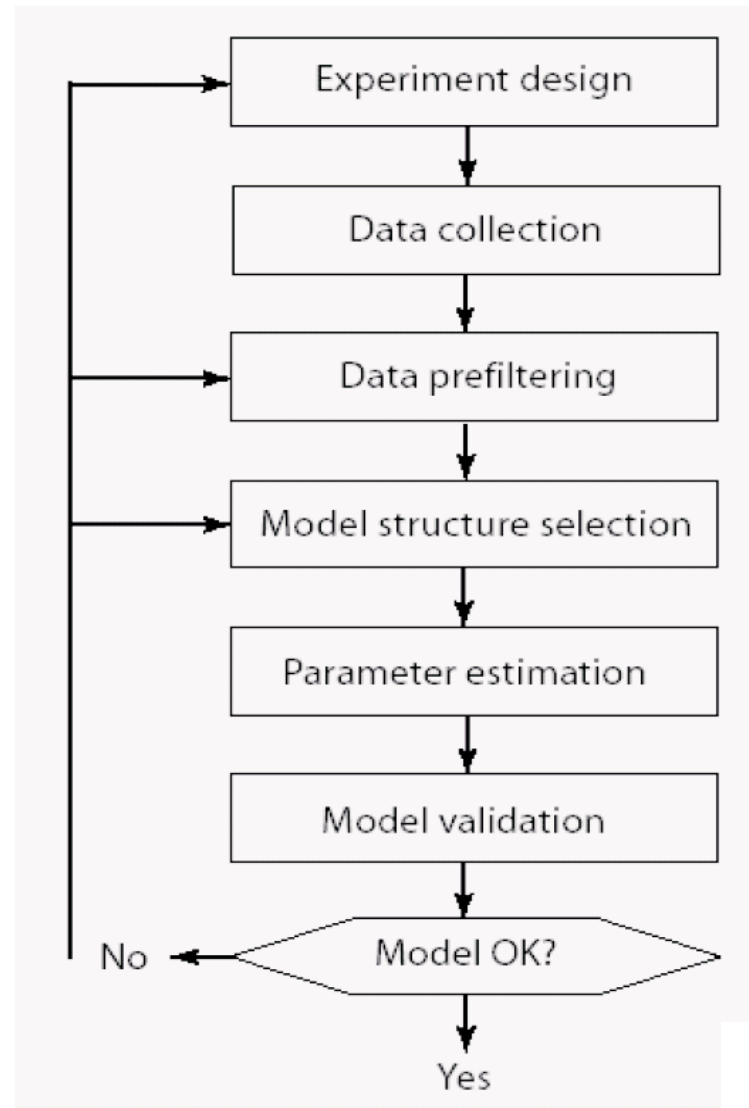 Experiment design
Data collection
Data prefiltering
Model structure selection
Parameter estimation
Model validation
Model OK?
No
Yes